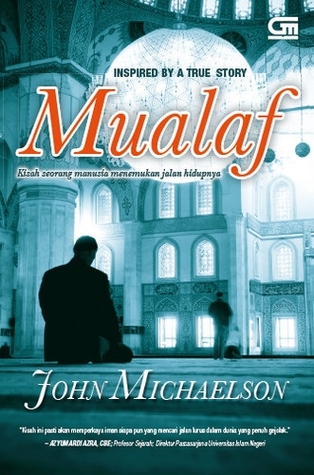 GM
INSPIRED BY A TRUE STORY
Mualaf
Kisah seorang manusia menemukan jalan hidupnya
JOHN MICHAELSON
"Kisah ini pasti akan memperkaya iman siapa pun yang mencari jalan lurus dalam dunia yang penuh gejolak."
— AZYUMARDI AZRA, CBE; Profesor Sejarah; Direktur Pascasarjana Universitas Islam Negeri